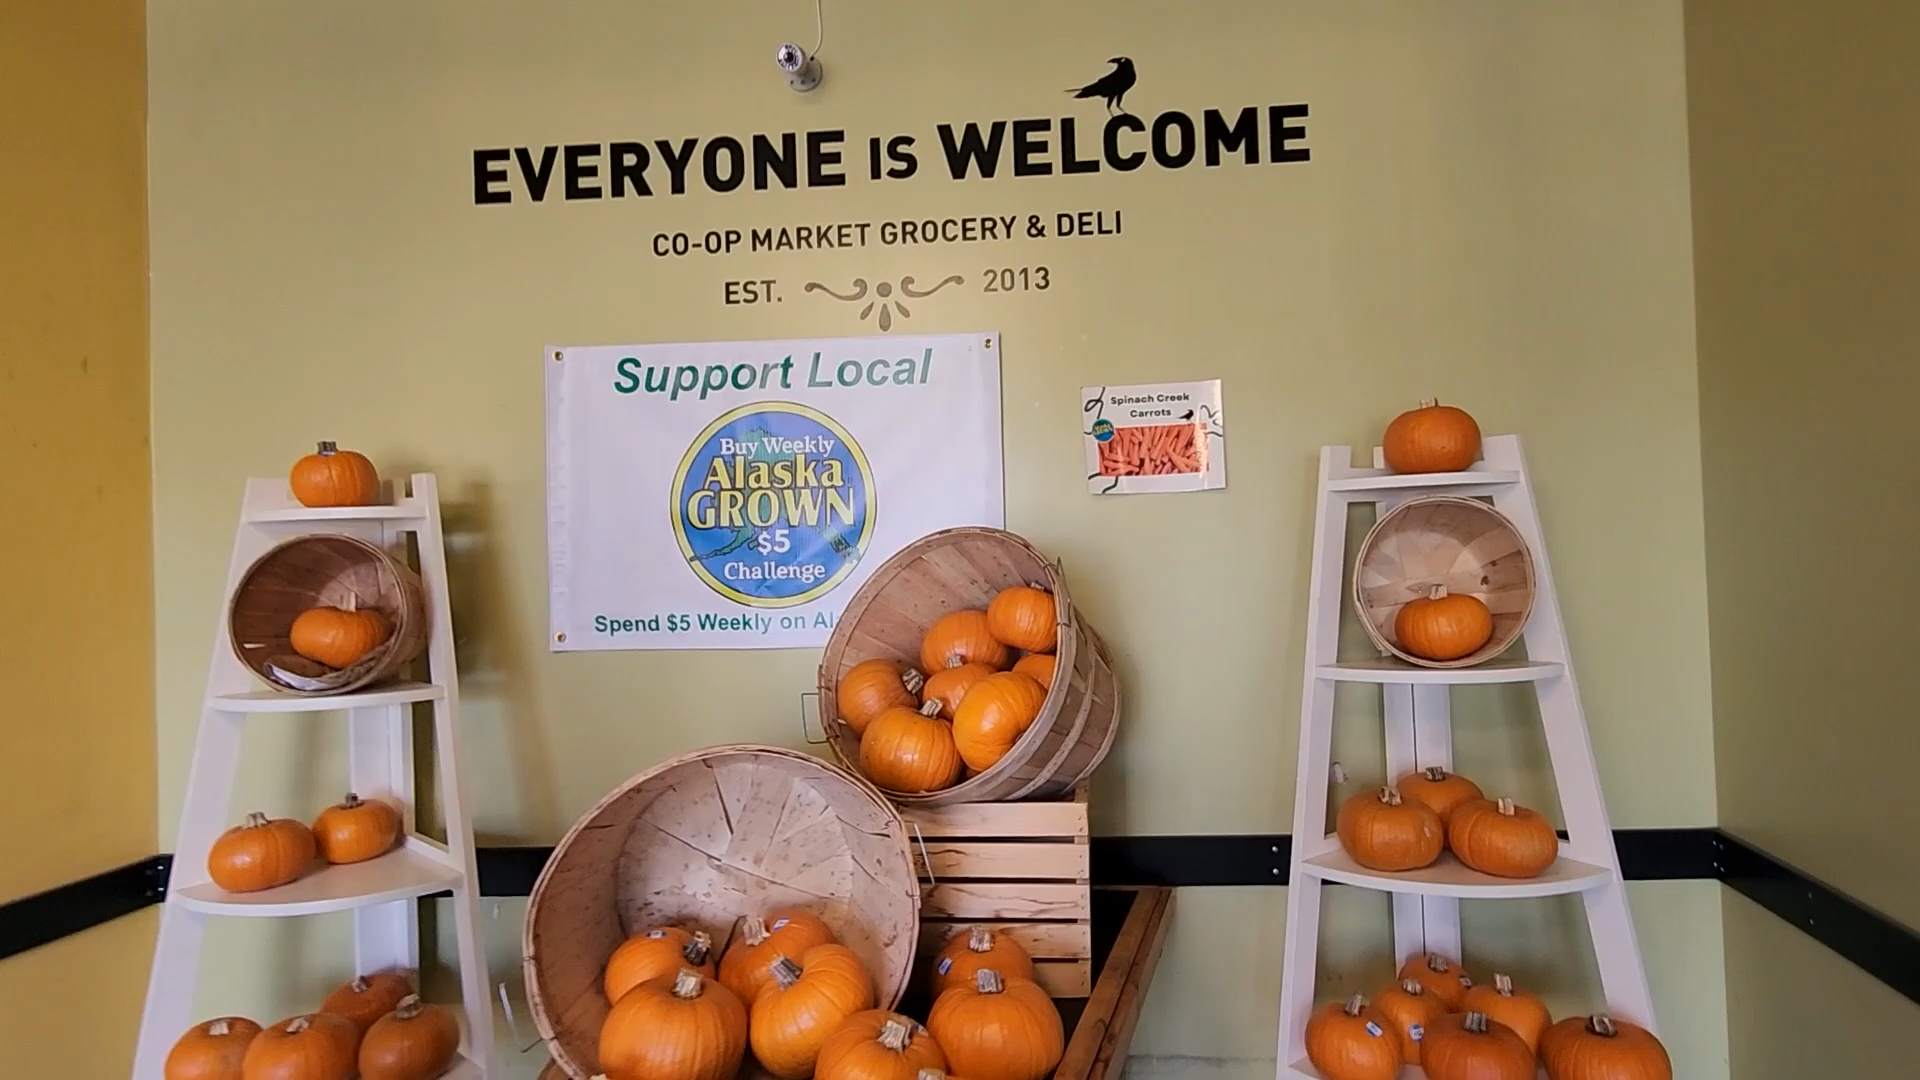 EVERYONE IS WELCOME
CO-OP MARKET GROCERY & DELI
EST. 2013
Support Local
Buy Weekly
Alaska
GROWN
$5
Challenge
Spend $5 Weekly on
Spinach Creek
Carrots